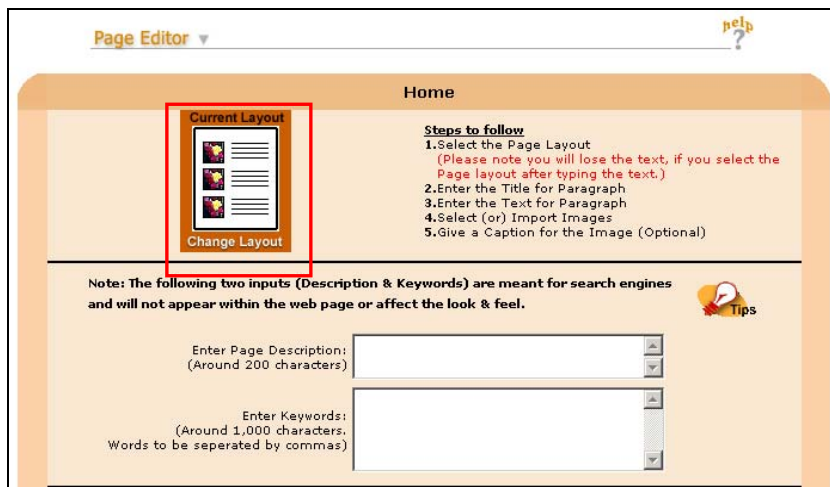 Page Editor
help
?
Home
Current Layout
Change Layout
Steps to follow
1.Select the Page Layout
(Please note you will lose the text, if you select the
Page layout after typing the text.)
2.Enter the Title for Paragraph
3.Enter the Text for Paragraph
4.Select (or) Import Images
5.Give a Caption for the Image (Optional)
Note: The following two inputs (Description & Keywords) are meant for search engines
and will not appear within the web page or affect the look & feel.
Tips
Enter Page Description:
(Around 200 characters)
Enter Keywords:
(Around 1,000 characters.
Words to be seperated by commas)